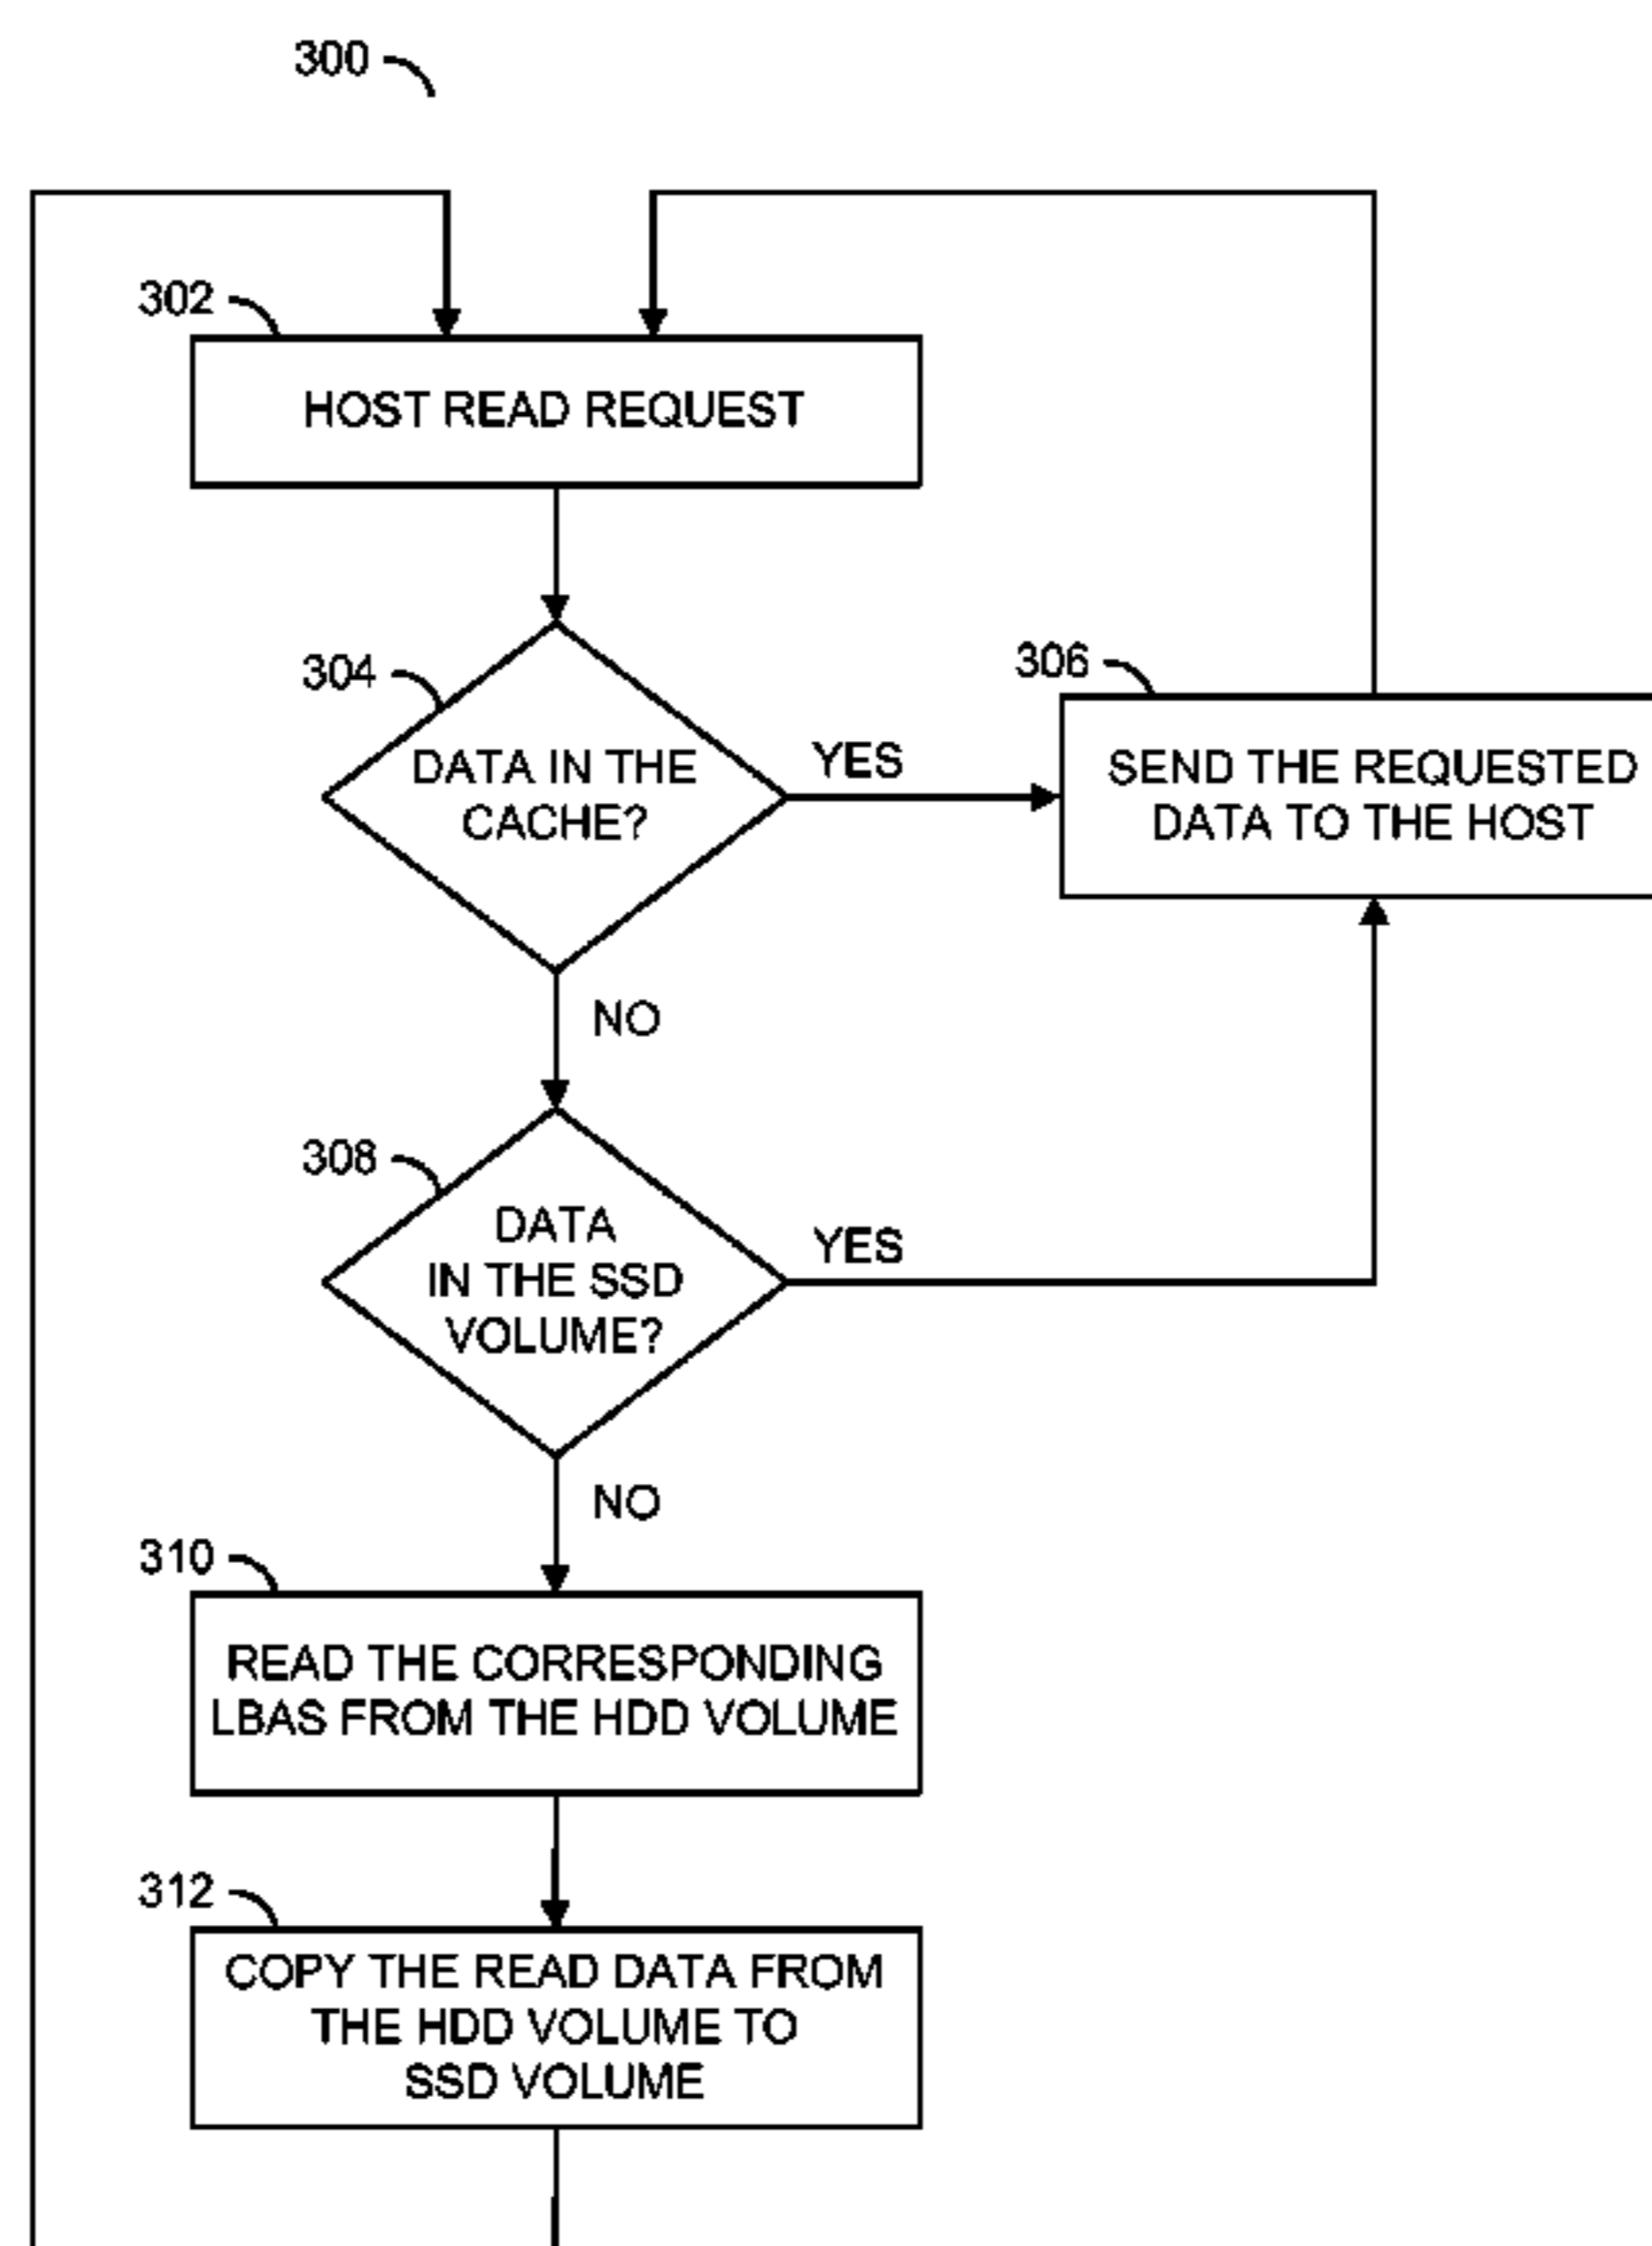 300
302
HOST READ REQUEST
304
DATA IN THE
CACHE?
YES
306
SEND THE REQUESTED
DATA TO THE HOST
NO
308
DATA
IN THE SSD
VOLUME?
YES
NO
310
READ THE CORRESPONDING
LBAS FROM THE HDD VOLUME
312
COPY THE READ DATA FROM
THE HDD VOLUME TO
SSD VOLUME